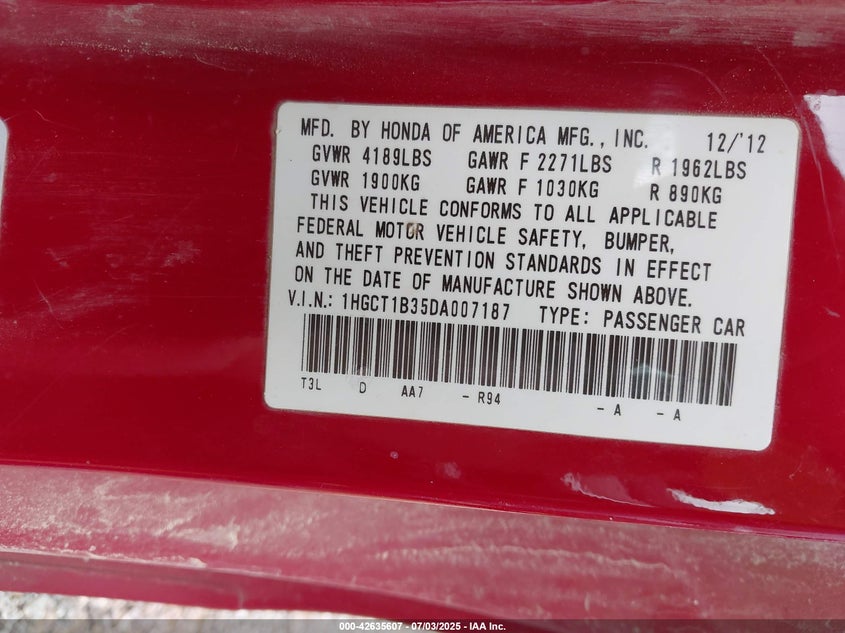 MFD. BY HONDA OF AMERICA MFG., INC. 12/'12
GVWR 4189LBS GAWR F 2271LBS R 1962LBS
GVWR 1900KG GAWR F 1030KG R 890KG
THIS VEHICLE CONFORMS TO ALL APPLICABLE
FEDERAL MOTOR VEHICLE SAFETY, BUMPER,
AND THEFT PREVENTION STANDARDS IN EFFECT
ON THE DATE OF MANUFACTURE SHOWN ABOVE.
V.I.N.: 1HGCT1B35DA007187 TYPE: PASSENGER CAR
T3L D AA7 - R94 - A - A
000-42635607 / 07/03/2025 - IAA Inc.